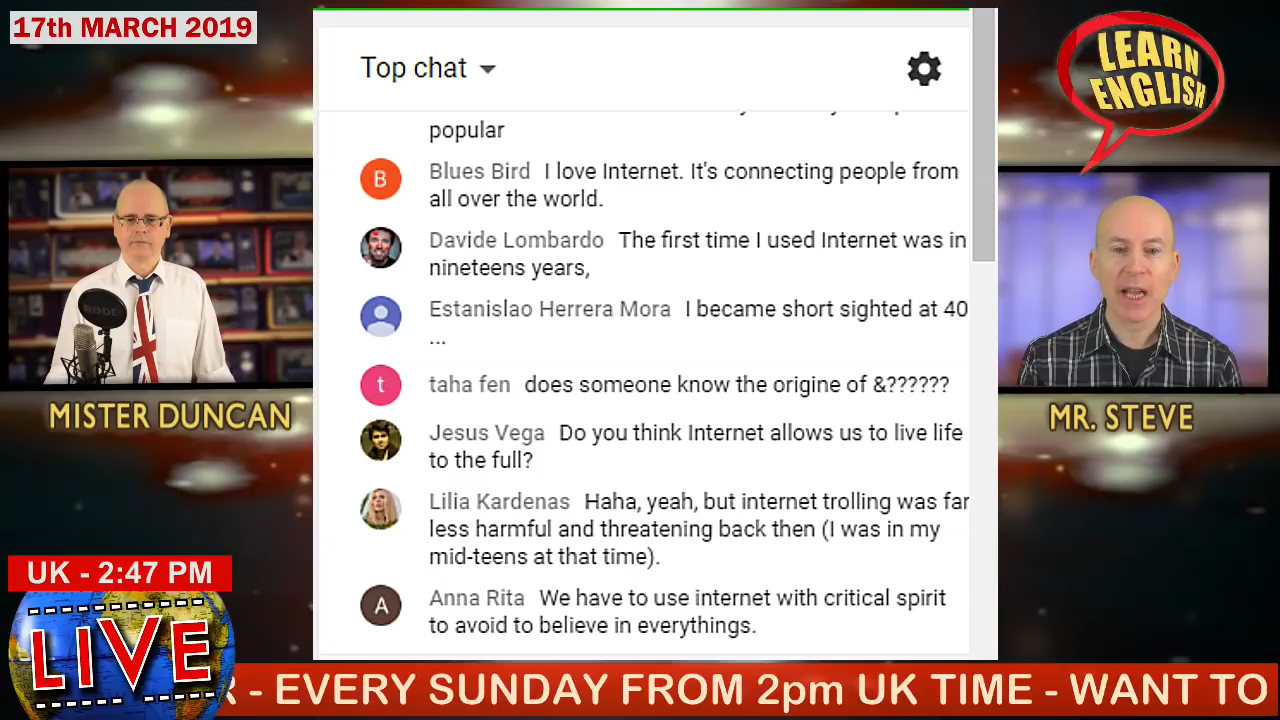 17th MARCH 2019
Top chat
popular
B
Blues Bird I love Internet. It's connecting people from
all over the world.
Davide Lombardo The first time I used Internet was in
nineteens years,
Estanislao Herrera Mora I became short sighted at 40
...
t
taha fen does someone know the origine of &??????
Jesus Vega Do you think Internet allows us to live life
to the full?
Lilia Kardenas Haha, yeah, but internet trolling was far
less harmful and threatening back then (I was in my
mid-teens at that time).
A
Anna Rita We have to use internet with critical spirit
to avoid to believe in everythings.
LEARN
ENGLISH
MISTER DUNCAN
MR. STEVE
UK - 2:47 PM
LIVE
R - EVERY SUNDAY FROM 2pm UK TIME - WANT TO